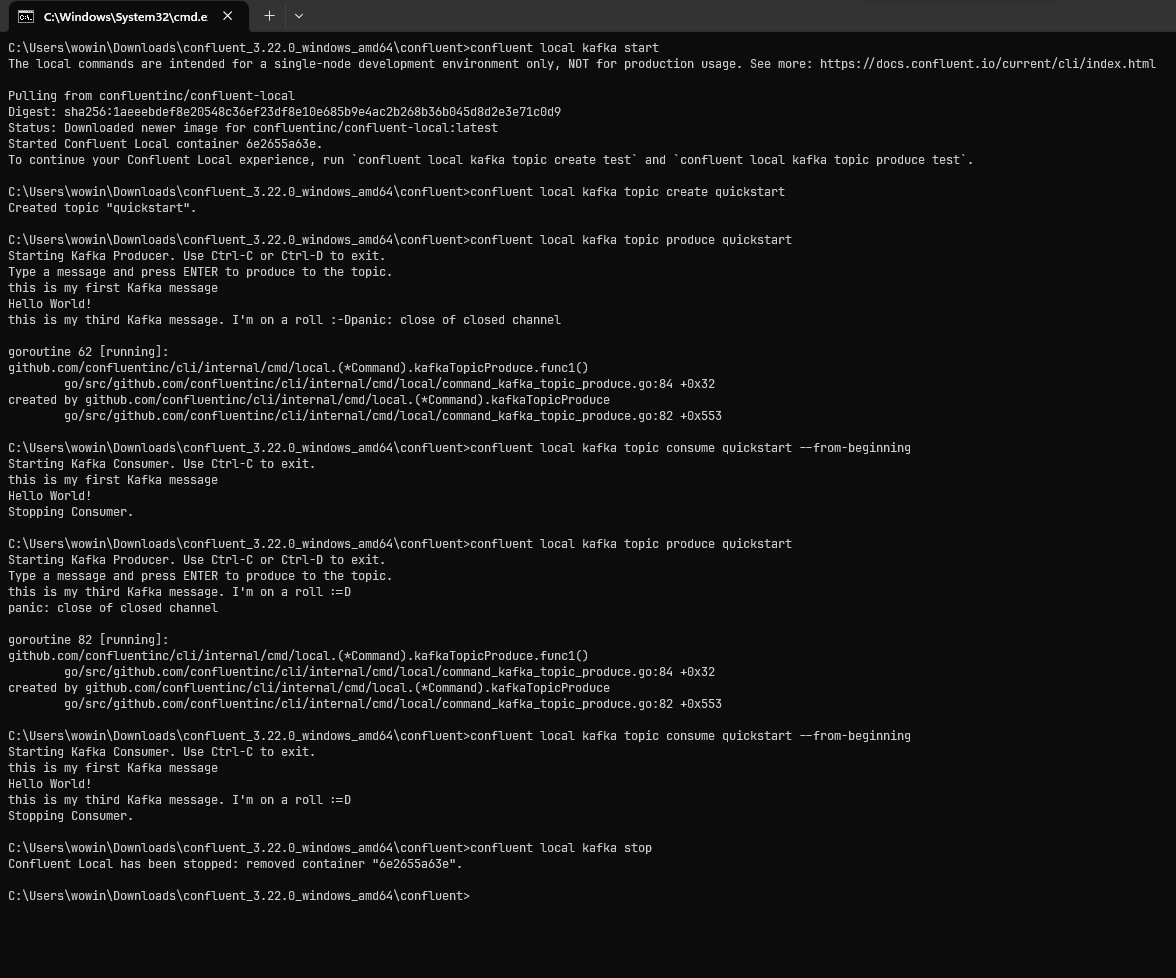 C:\Windows\System32\cmd.e
C:\Users\wowin\Downloads\confluent_3.22.0_windows_amd64\confluent>confluent local kafka start
The local commands are intended for a single-node development environment only, NOT for production usage. See more: https://docs.confluent.io/current/cli/index.html
Pulling from confluentinc/confluent-local
Digest: sha256:1aeeebdef8e20548c36ef23df8e10e685b9e4ac2b268b36b045d8d2e3e71c0d9
Status: Downloaded newer image for confluentinc/confluent-local:latest
Started Confluent Local container 6e2655a63e.
To continue your Confluent Local experience, run `confluent local kafka topic create test` and `confluent local kafka topic produce test`.
C:\Users\wowin\Downloads\confluent_3.22.0_windows_amd64\confluent>confluent local kafka topic create quickstart
Created topic "quickstart".
C:\Users\wowin\Downloads\confluent_3.22.0_windows_amd64\confluent>confluent local kafka topic produce quickstart
Starting Kafka Producer. Use Ctrl-C or Ctrl-D to exit.
Type a message and press ENTER to produce to the topic.
this is my first Kafka message
Hello World!
this is my third Kafka message. I'm on a roll :-Dpanic: close of closed channel
goroutine 62 [running]:
github.com/confluentinc/cli/internal/cmd/local.(*Command).kafkaTopicProduce.func1()
        go/src/github.com/confluentinc/cli/internal/cmd/local/command_kafka_topic_produce.go:84 +0x32
created by github.com/confluentinc/cli/internal/cmd/local.(*Command).kafkaTopicProduce
        go/src/github.com/confluentinc/cli/internal/cmd/local/command_kafka_topic_produce.go:82 +0x553
C:\Users\wowin\Downloads\confluent_3.22.0_windows_amd64\confluent>confluent local kafka topic consume quickstart --from-beginning
Starting Kafka Consumer. Use Ctrl-C to exit.
this is my first Kafka message
Hello World!
Stopping Consumer.
C:\Users\wowin\Downloads\confluent_3.22.0_windows_amd64\confluent>confluent local kafka topic produce quickstart
Starting Kafka Producer. Use Ctrl-C or Ctrl-D to exit.
Type a message and press ENTER to produce to the topic.
this is my third Kafka message. I'm on a roll :=D
panic: close of closed channel
goroutine 82 [running]:
github.com/confluentinc/cli/internal/cmd/local.(*Command).kafkaTopicProduce.func1()
        go/src/github.com/confluentinc/cli/internal/cmd/local/command_kafka_topic_produce.go:84 +0x32
created by github.com/confluentinc/cli/internal/cmd/local.(*Command).kafkaTopicProduce
        go/src/github.com/confluentinc/cli/internal/cmd/local/command_kafka_topic_produce.go:82 +0x553
C:\Users\wowin\Downloads\confluent_3.22.0_windows_amd64\confluent>confluent local kafka topic consume quickstart --from-beginning
Starting Kafka Consumer. Use Ctrl-C to exit.
this is my first Kafka message
Hello World!
this is my third Kafka message. I'm on a roll :=D
Stopping Consumer.
C:\Users\wowin\Downloads\confluent_3.22.0_windows_amd64\confluent>confluent local kafka stop
Confluent Local has been stopped: removed container "6e2655a63e".
C:\Users\wowin\Downloads\confluent_3.22.0_windows_amd64\confluent>